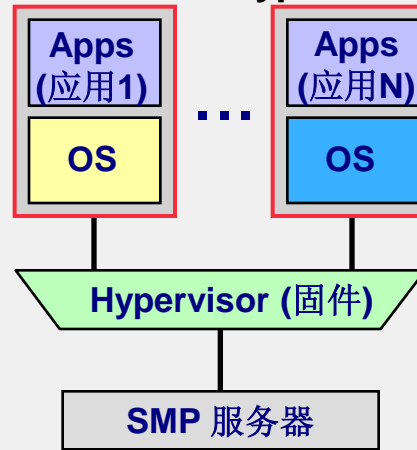 Apps
(应用1)
OS
...
Apps
(应用N)
OS
Hypervisor (固件)
SMP 服务器